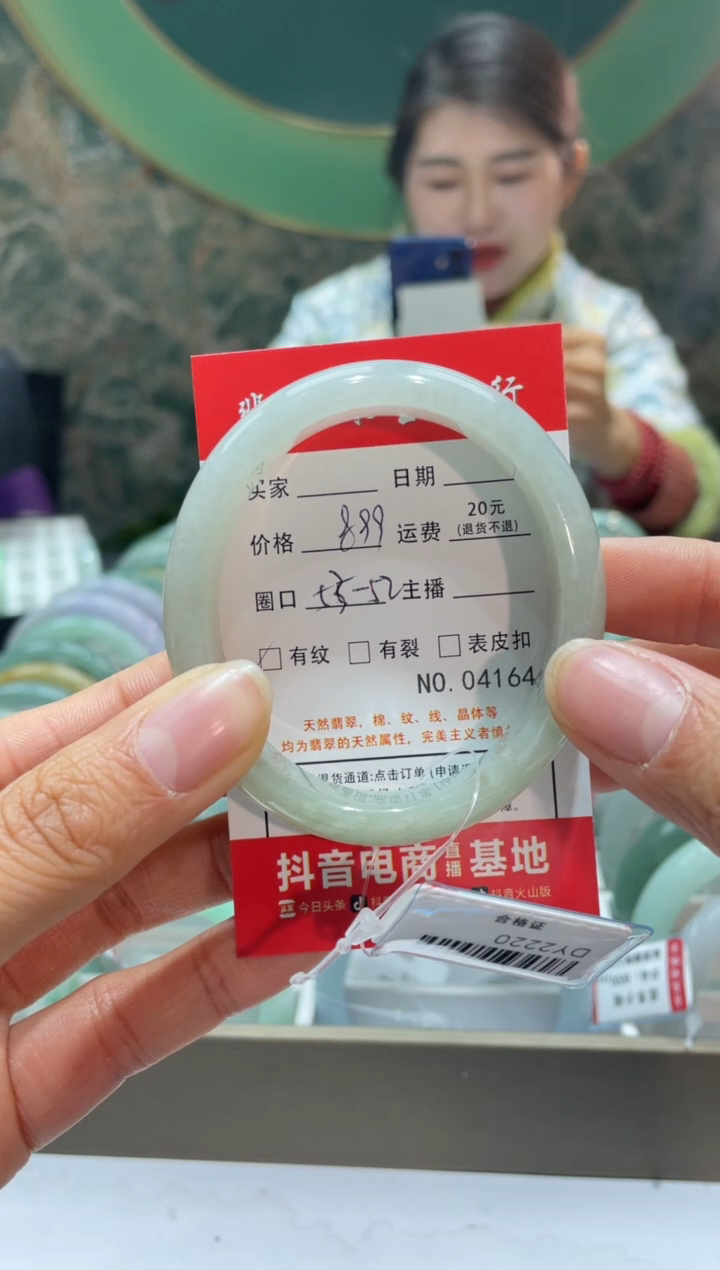 行
买家 日期
价格 899 运费 20元
(退货不退)
圈口 主播
有纹 有裂 表皮扣
NO.04164
天然翡翠，棉、纹、线、晶体等
均为翡翠的天然属性，完美主义者慎
退货通道:点击订单(申请
抖音电商直播基地
今日头条 抖音火山版
合格证
DY2220